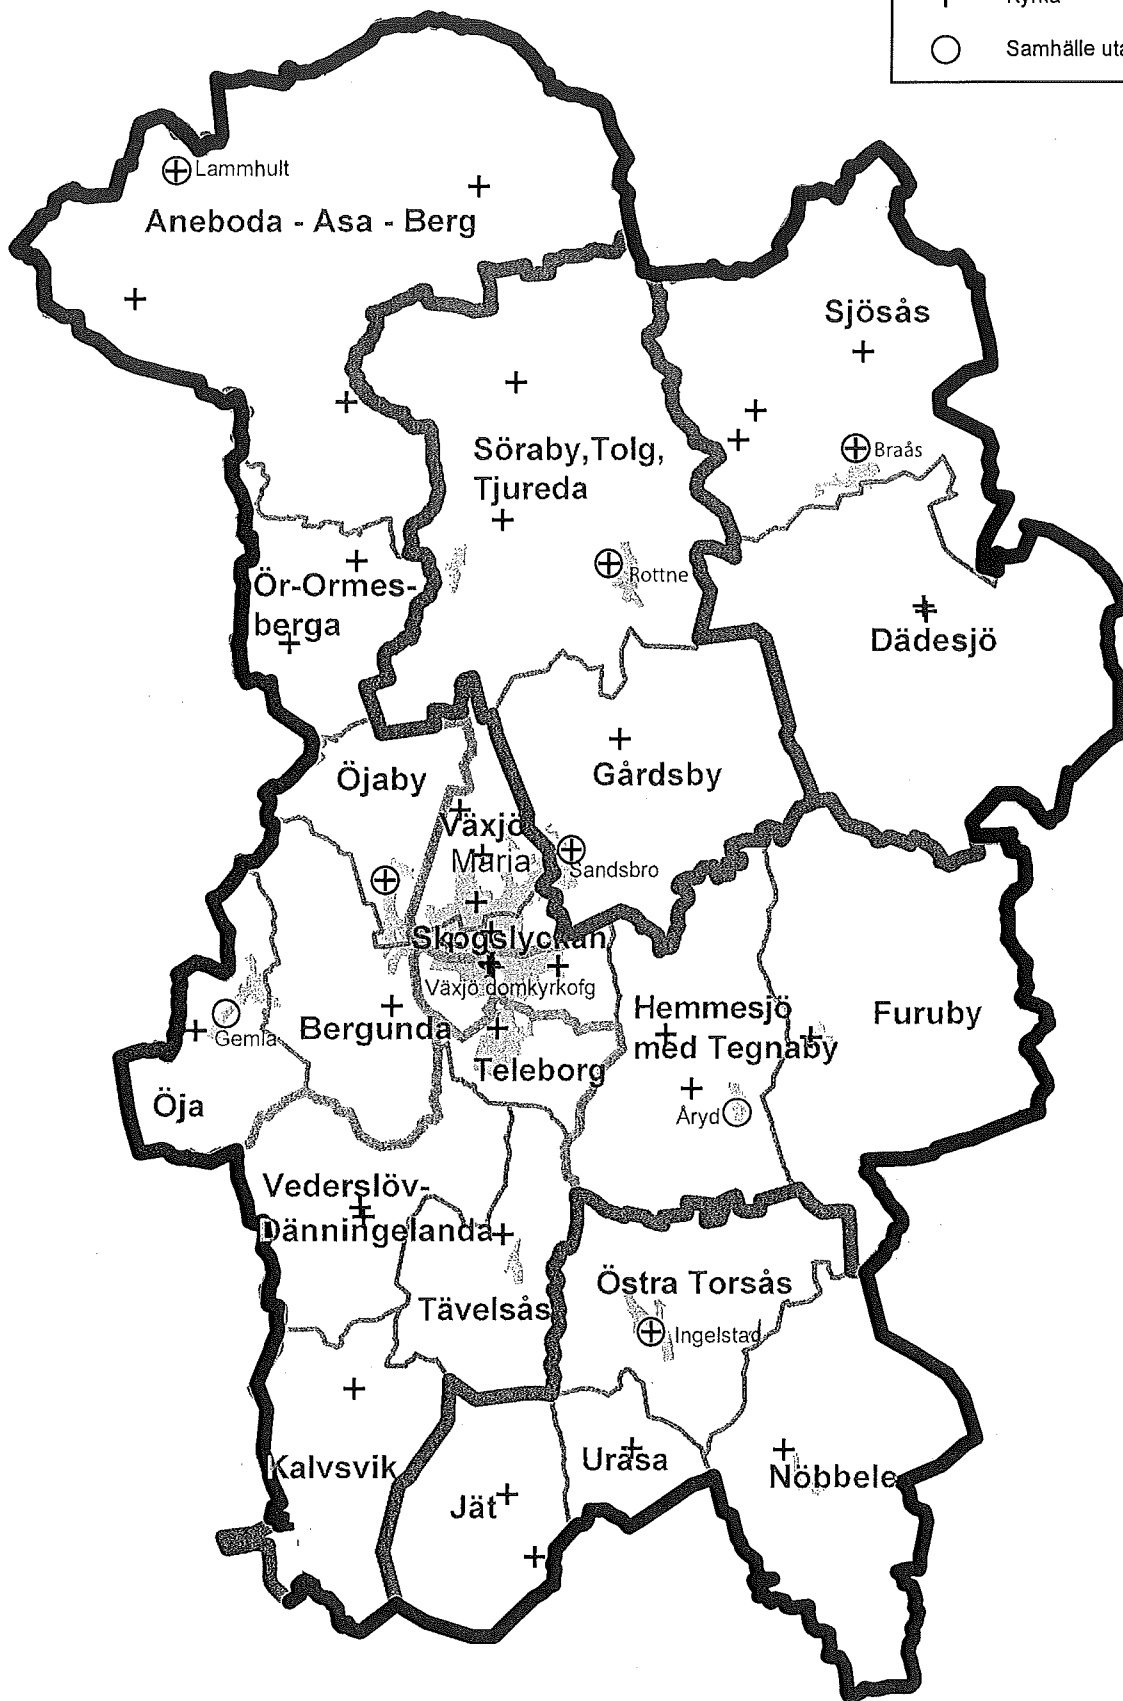 Samhälle
Lammhult
Aneboda - Asa - Berg
Sjösås
Söraby,Tolg,
Tjureda
Braås
Rottne
Ör-Ormes-
berga
Dädesjö
Öjaby
Gårdsby
Växjö
Maria
Sandsbro
Skogslyckan
Växjö domkyrkofg
Hemmesjö
med Tegnaby
Furuby
Bergunda
Gemla
Teleborg
Öja
Åryd
Vederslöv-
Dänningelanda
Östra Torsås
Tävelsås
Ingelstad
Kalvsvik
Urasa
Nöbbele
Jät